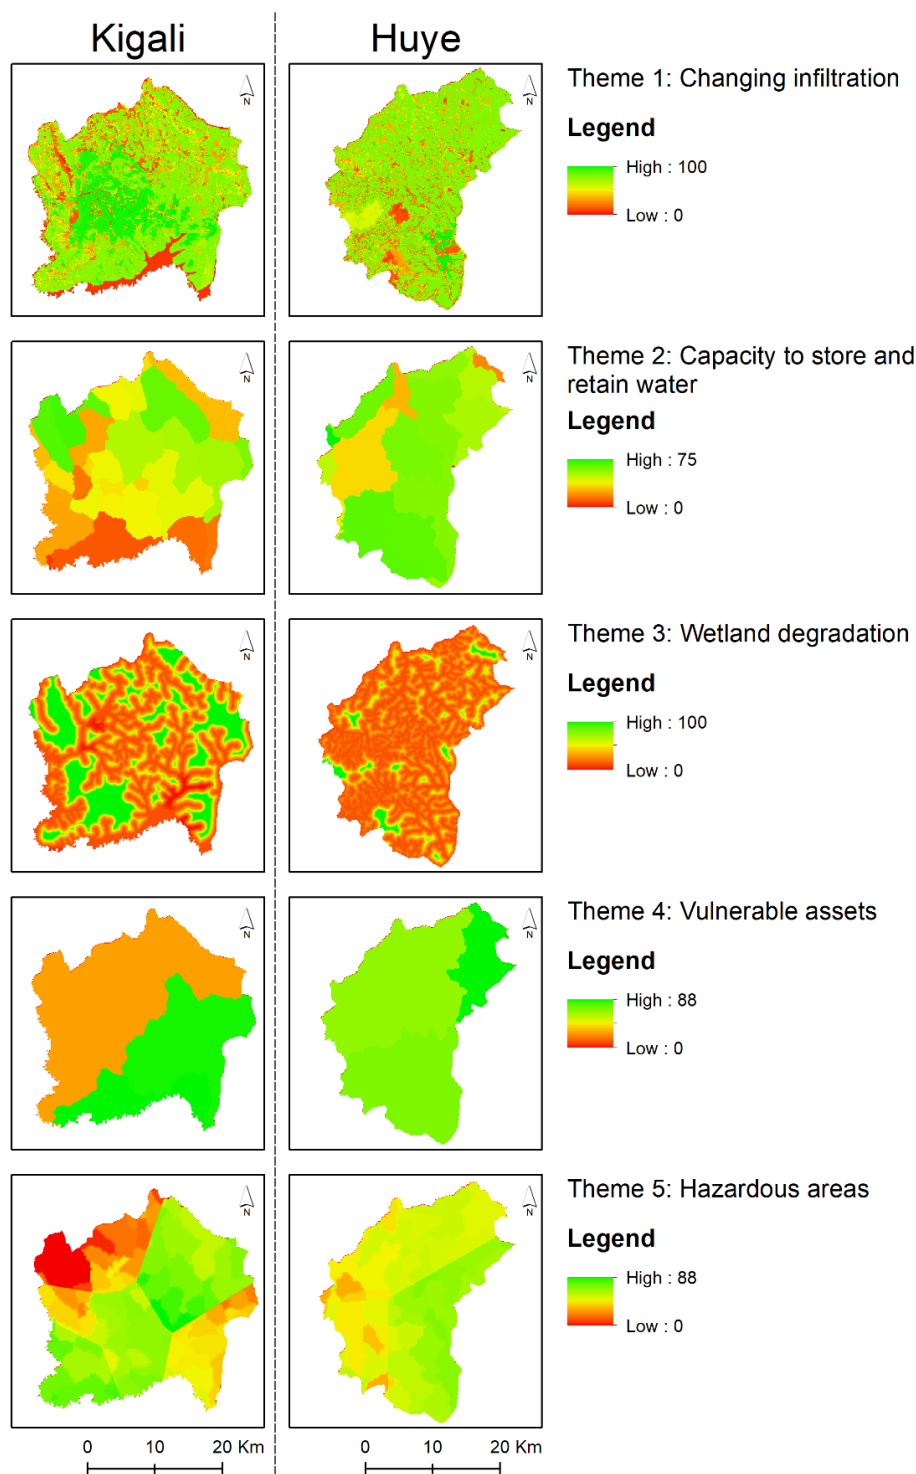 Kigali
Huye
N
N
Theme 1: Changing infiltration
Legend
High : 100
Low : 0
N
N
Theme 2: Capacity to store and
retain water
Legend
High : 75
Low : 0
N
N
Theme 3: Wetland degradation
Legend
High : 100
Low : 0
N
N
Theme 4: Vulnerable assets
Legend
High : 88
Low : 0
N
N
Theme 5: Hazardous areas
Legend
High : 88
Low : 0
0 10 20 Km
0 10 20 Km